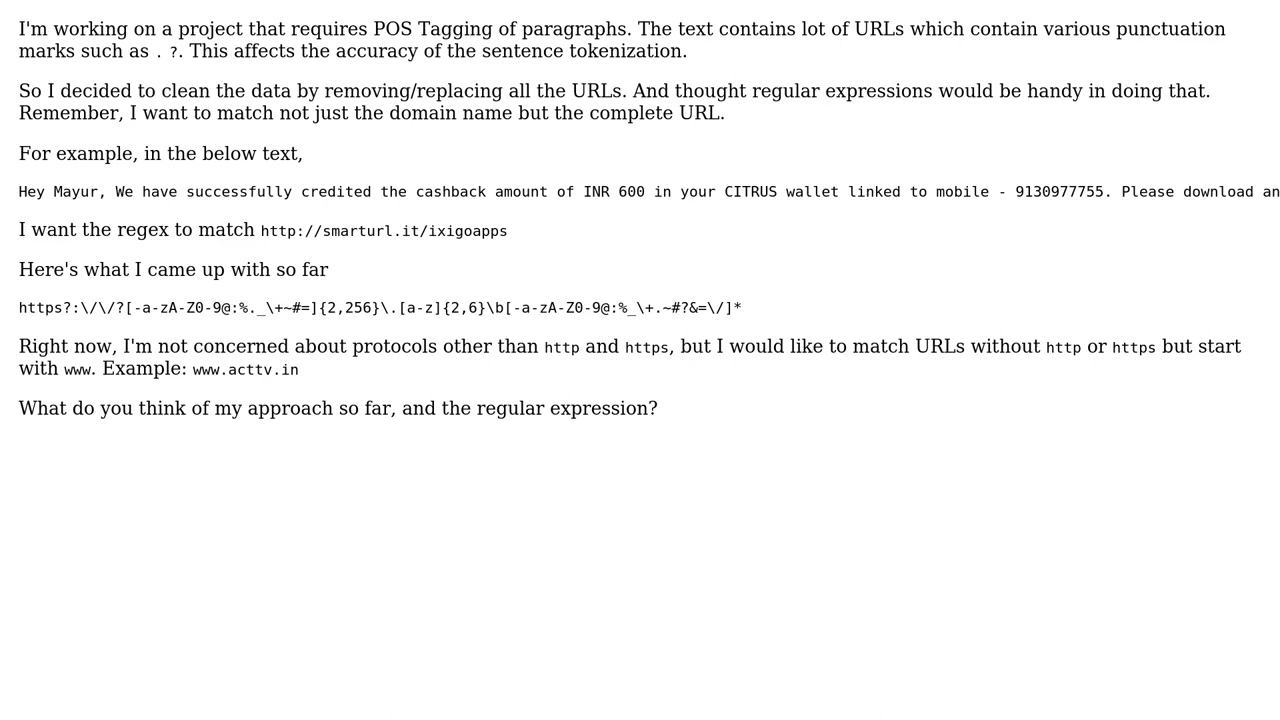 I'm working on a project that requires POS Tagging of paragraphs. The text contains lot of URLs which contain various punctuation
marks such as . ?. This affects the accuracy of the sentence tokenization.
So I decided to clean the data by removing/replacing all the URLs. And thought regular expressions would be handy in doing that.
Remember, I want to match not just the domain name but the complete URL.
For example, in the below text,
Hey Mayur, We have successfully credited the cashback amount of INR 600 in your CITRUS wallet linked to mobile - 9130977755. Please download an
I want the regex to match http://smarturl.it/ixigoapps
Here's what I came up with so far
https?:\/\/?[-a-zA-Z0-9@:%._\+~#=]{2,256}\.[a-z]{2,6}\b[-a-zA-Z0-9@:%_\+.~#?&=\/]*
Right now, I'm not concerned about protocols other than http and https, but I would like to match URLs without http or https but start
with www. Example: www.acttv.in
What do you think of my approach so far, and the regular expression?